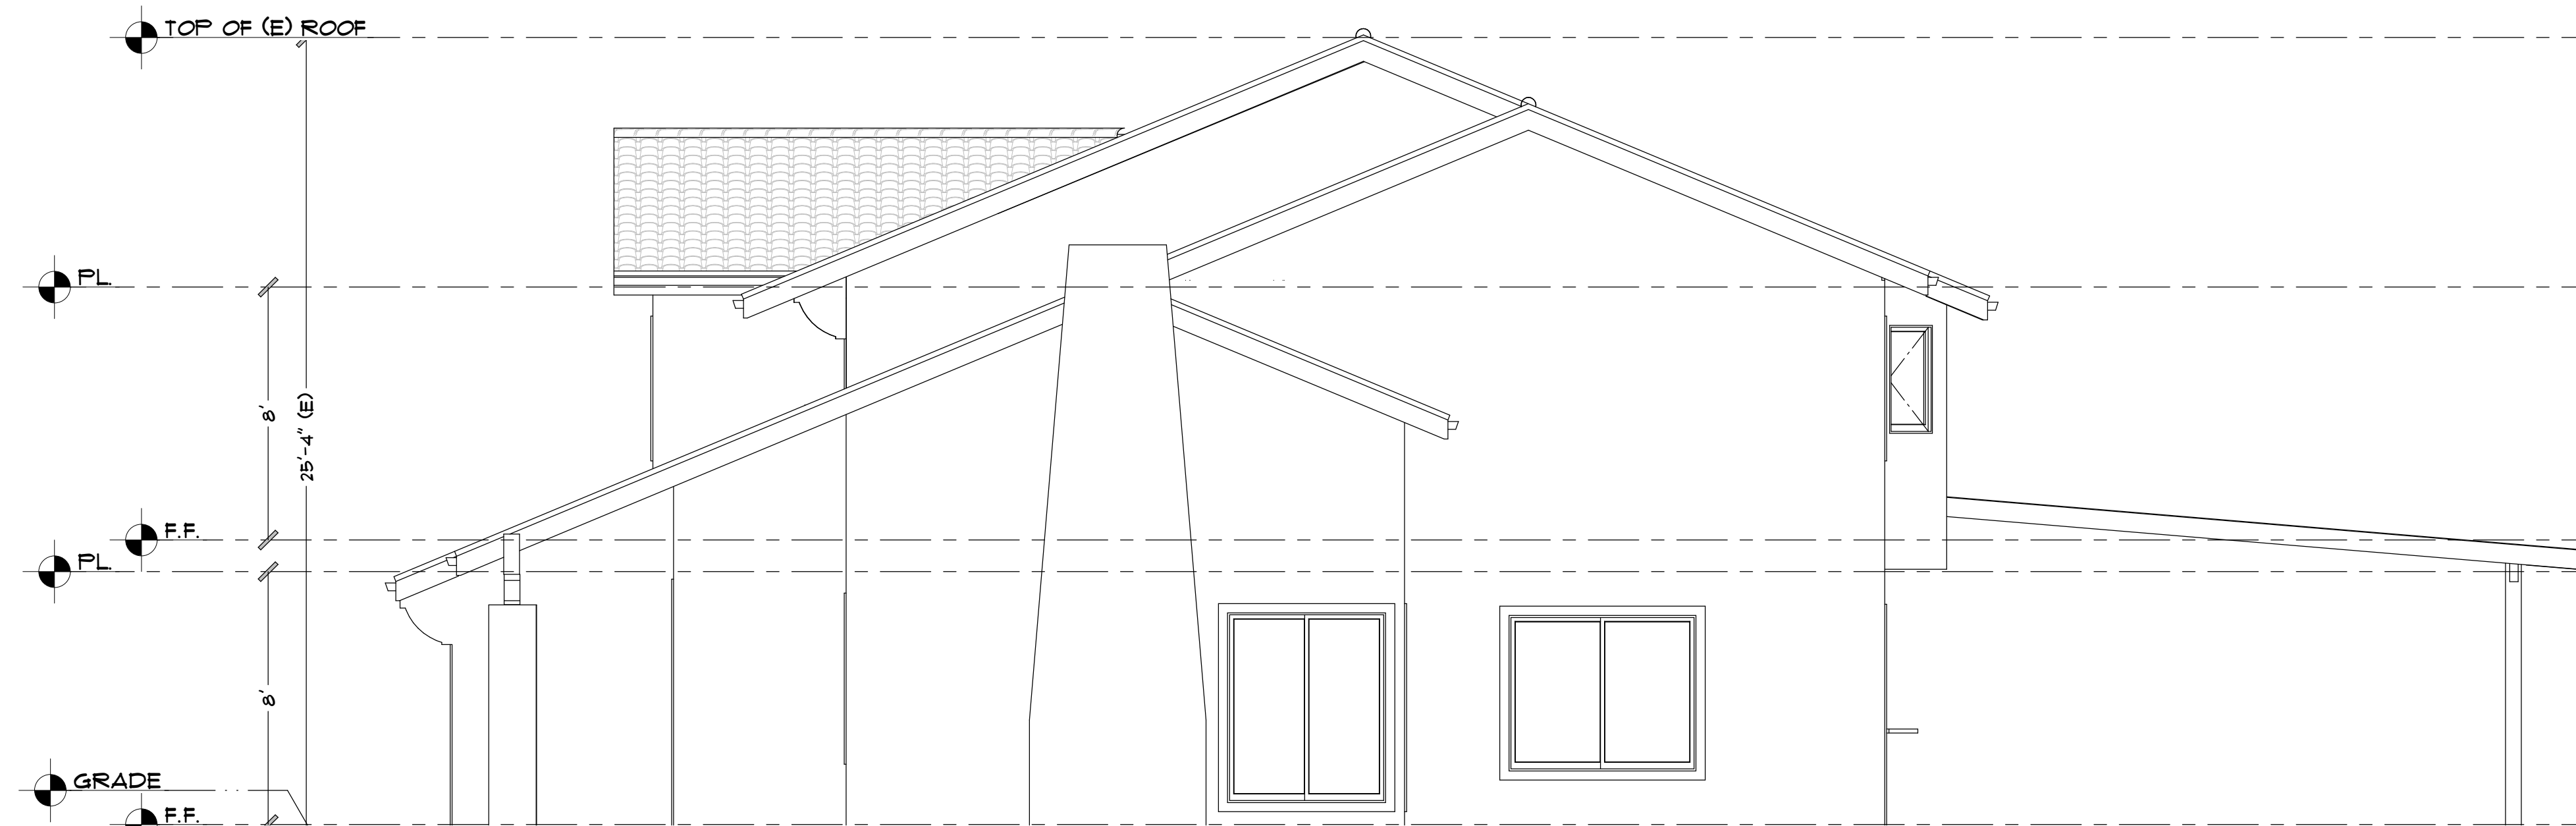 TOP OF (E) ROOF
PL.
8'
25'-4" (E)
F.F.
PL.
8'
GRADE
F.F.